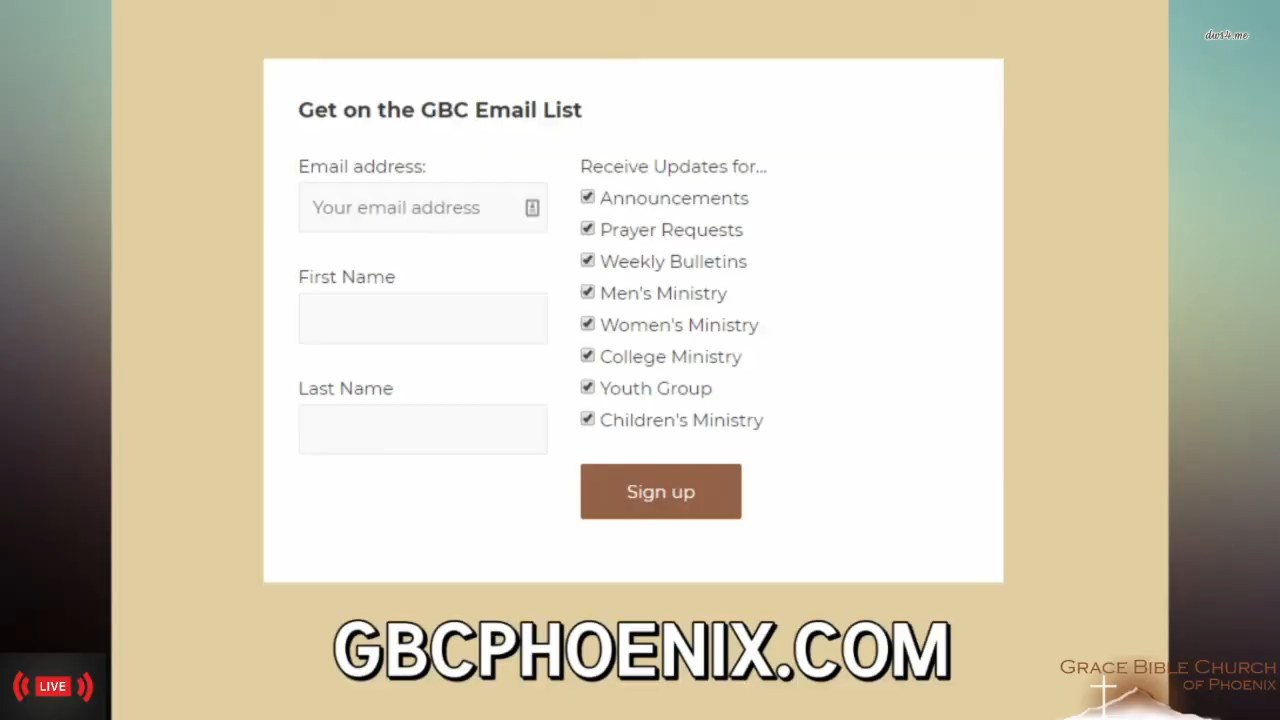 dws4.me
Get on the GBC Email List
Email address:
Your email address
First Name
Last Name
Receive Updates for...
Announcements
Prayer Requests
Weekly Bulletins
Men's Ministry
Women's Ministry
College Ministry
Youth Group
Children's Ministry
Sign up
GBCPHOENIX.COM
LIVE
GRACE BIBLE CHURCH
OF PHOENIX